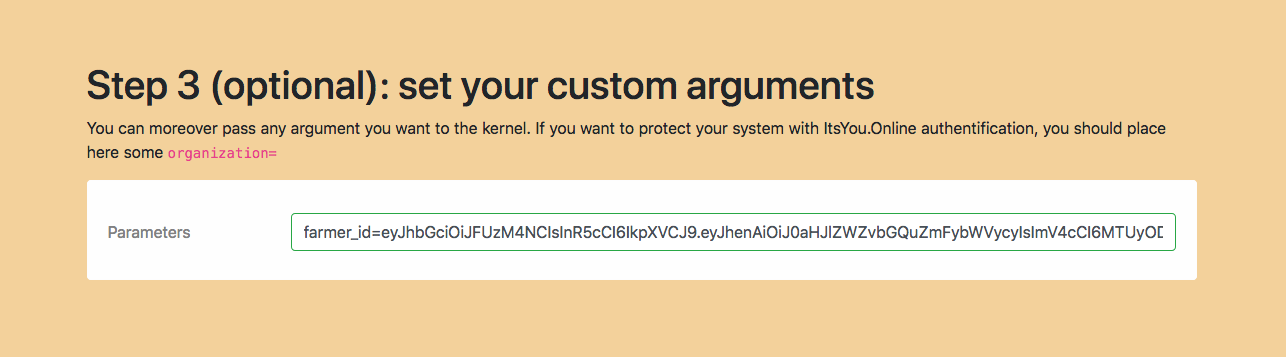 Step 3 (optional): set your custom arguments
You can moreover pass any argument you want to the kernel. If you want to protect your system with ItsYou.Online authentification, you should place
here some organization=
Parameters
farmer_id=eyJhbGciOiJFUzM4NCIsInR5cCI6IkpXVCJ9.eyJhenAiOiJ0aHJlZWZvbGQuZmFybWVycyIsImV4cCI6MTUyOD